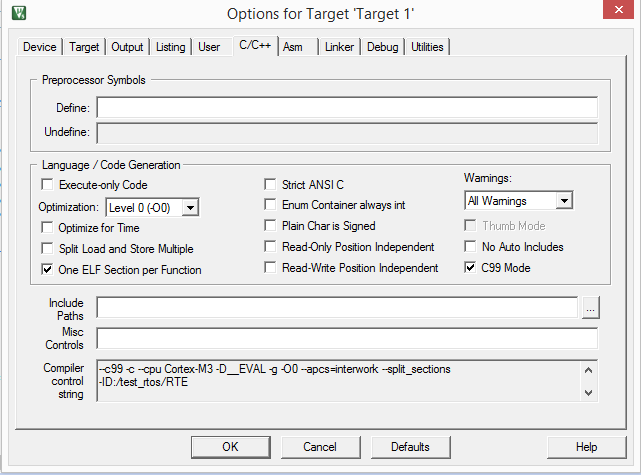 Options for Target 'Target 1'
Device Target Output Listing User C/C++ Asm Linker Debug Utilities
Preprocessor Symbols
Define:
Undefine:
Language / Code Generation
Execute-only Code
Optimization: Level 0 (-O0)
Optimize for Time
Split Load and Store Multiple
One ELF Section per Function
Strict ANSI C
Enum Container always int
Plain Char is Signed
Read-Only Position Independent
Read-Write Position Independent
Warnings:
All Warnings
Thumb Mode
No Auto Includes
C99 Mode
Include
Paths
...
Misc
Controls
Compiler
control
string
--c99 -c --cpu Cortex-M3 -D__EVAL -g -O0 --apcs=interwork --split_sections
-ID:/test_rtos/RTE
OK Cancel Defaults Help